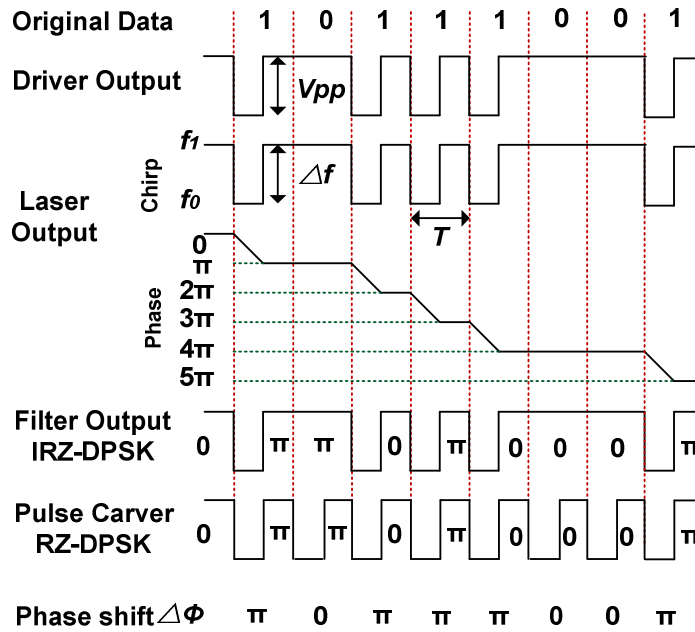 Original Data 1 0 1 1 1 0 0 1
Driver Output Vpp
f1
Chirp △f
f0
Laser
Output
T
0
π
2π
Phase
3π
4π
5π
Filter Output
IRZ-DPSK 0 π π 0 π 0 0 0 π
Pulse Carver
RZ-DPSK 0 π π 0 π 0 0 0 π
Phase shift △Φ π 0 π π π 0 0 π